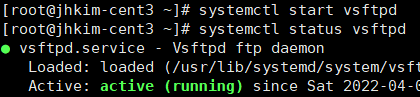 [root@jhkim-cent3 ~]# systemctl start vsftpd
[root@jhkim-cent3 ~]# systemctl status vsftpd
● vsftpd.service - Vsftpd ftp daemon
Loaded: loaded (/usr/lib/systemd/system/vsft
Active: active (running) since Sat 2022-04-0